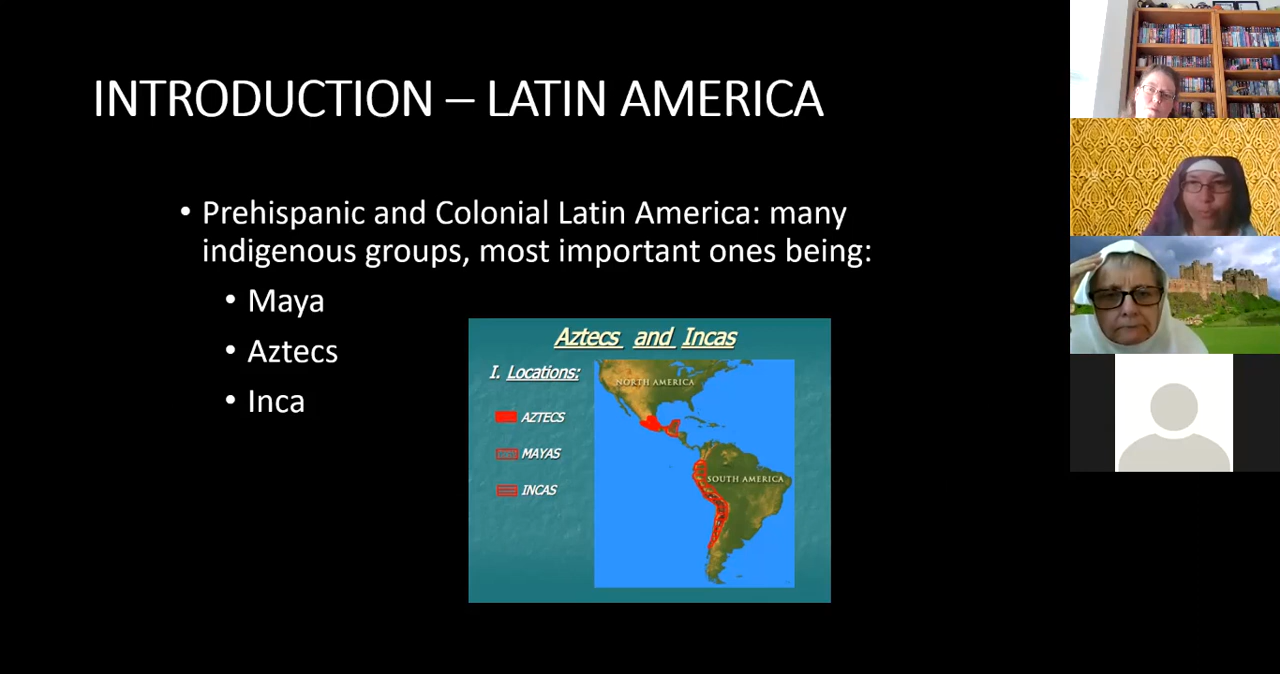 INTRODUCTION – LATIN AMERICA
• Prehispanic and Colonial Latin America: many
indigenous groups, most important ones being:
• Maya
• Aztecs
• Inca
Aztecs and Incas
I. Locations:
AZTECS
MAYAS
INCAS
NORTH AMERICA
SOUTH AMERICA